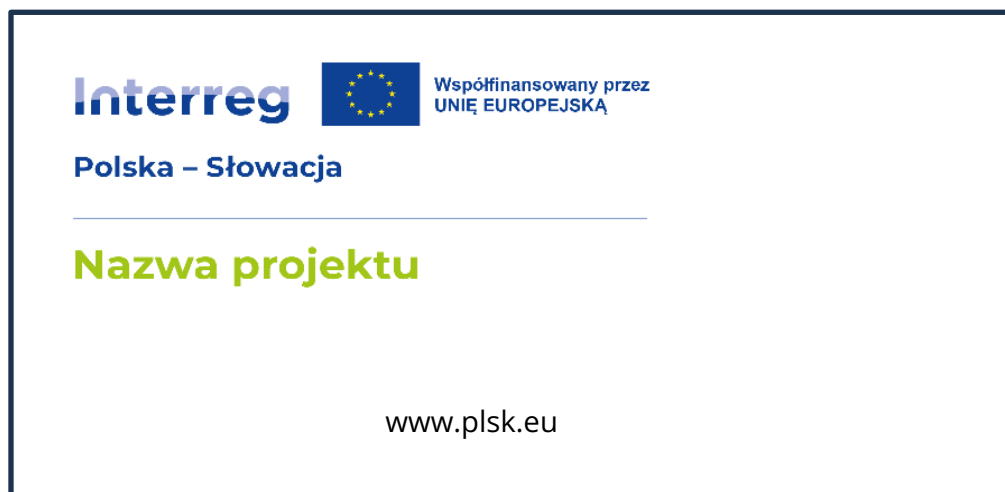 Interreg
Współfinansowany przez
UNIĘ EUROPEJSKĄ
Polska – Słowacja
Nazwa projektu
www.plsk.eu